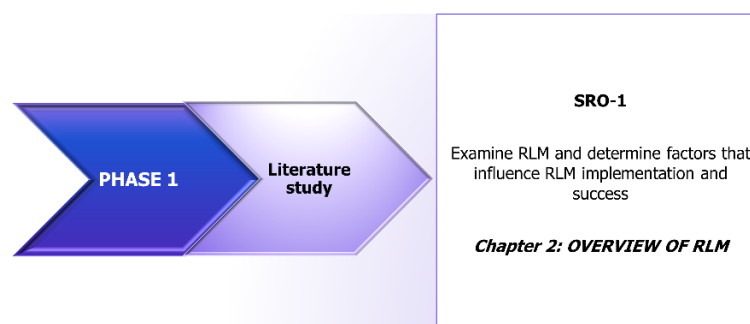 PHASE 1
Literature
study
SRO-1
Examine RLM and determine factors that
influence RLM implementation and
success
Chapter 2: OVERVIEW OF RLM